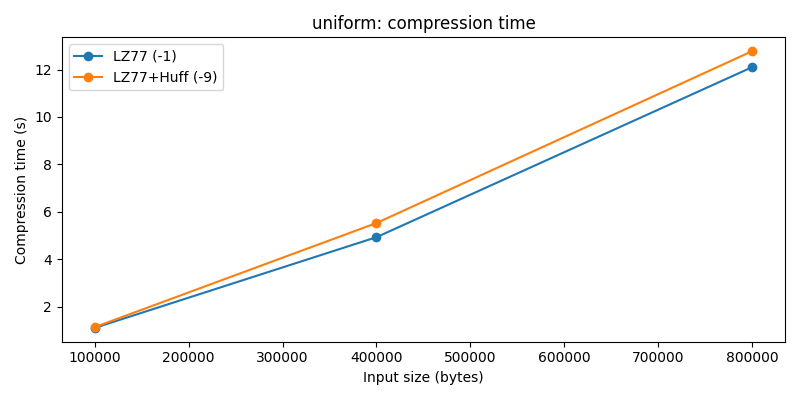 uniform: compression time
LZ77 (-1)
LZ77+Huff (-9)
Compression time (s)
12
10
8
6
4
2
100000 200000 300000 400000 500000 600000 700000 800000
Input size (bytes)